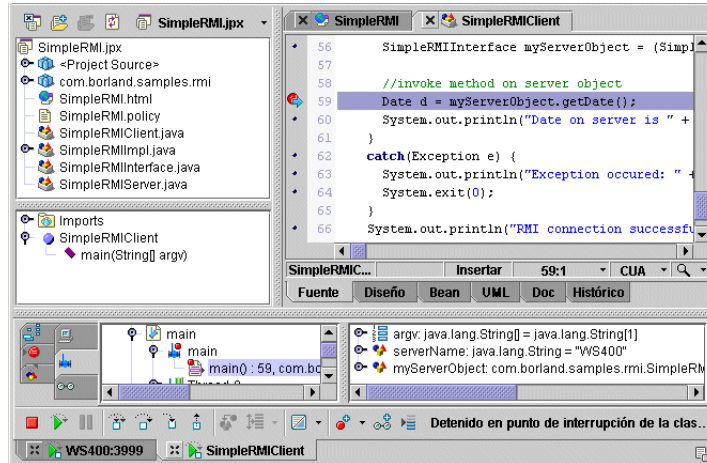 SimpleRMI.jpx
SimpleRMI
SimpleRMIClient
SimpleRMI.jpx
<Project Source>
com.borland.samples.rmi
SimpleRMI.html
SimpleRMI.policy
SimpleRMIClient.java
SimpleRMIImpl.java
SimpleRMIInterface.java
SimpleRMIServer.java
56 SimpleRMIInterface myServerObject = (Simpl
57
58 //invoke method on server object
59 Date d = myServerObject.getDate();
60 System.out.println("Date on server is " +
61 }
62 catch(Exception e) {
63 System.out.println("Exception occured: " +
64 System.exit(0);
65 }
66 System.out.println("RMI connection successfu
Imports
SimpleRMIClient
main(String[] argv)
SimpleRMIC... Insertar 59:1 CUA
Fuente Diseño Bean UML Doc Histórico
main
main
main() : 59, com.bo
argv: java.lang.String[] = java.lang.String[1]
serverName: java.lang.String = "WS400"
myServerObject: com.borland.samples.rmi.SimpleRM
Detenido en punto de interrupción de la clas...
WS400:3999 SimpleRMIClient